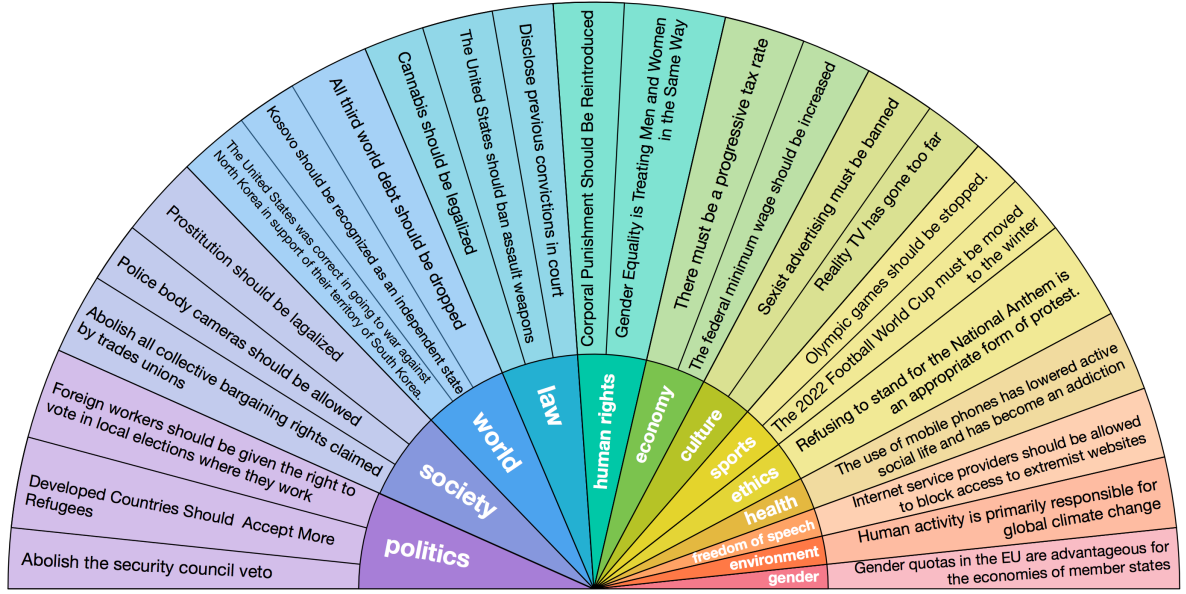 Abolish the security council veto
Developed Countries Should  Accept More
Refugees
Foreign workers should be given the right to
vote in local elections where they work
Abolish all collective bargaining rights claimed
by trades unions
Police body cameras should be allowed
Prostitution should be lagalized
The United States was correct in going to war against
North Korea in support of their territory of South Korea.
Kosovo should be recognized as an independent state
All third world debt should be dropped
Cannabis should be legalized
The United States should ban assault weapons
Disclose previous convictions in court
Corporal Punishment Should Be Reintroduced
Gender Equality is Treating Men and Women
in the Same Way
There must be a progressive tax rate
The federal minimum wage should be increased
Sexist advertising must be banned
Reality TV has gone too far
Olympic games should be stopped.
The 2022 Football World Cup must be moved
to the winter
Refusing to stand for the National Anthem is
an appropriate form of protest.
The use of mobile phones has lowered active
social life and has become an addiction
Internet service providers should be allowed
to block access to extremist websites
Human activity is primarily responsible for
global climate change
Gender quotas in the EU are advantageous for
the economies of member states
politics
society
world
law
human rights
economy
culture
sports
ethics
health
freedom of speech
environment
gender